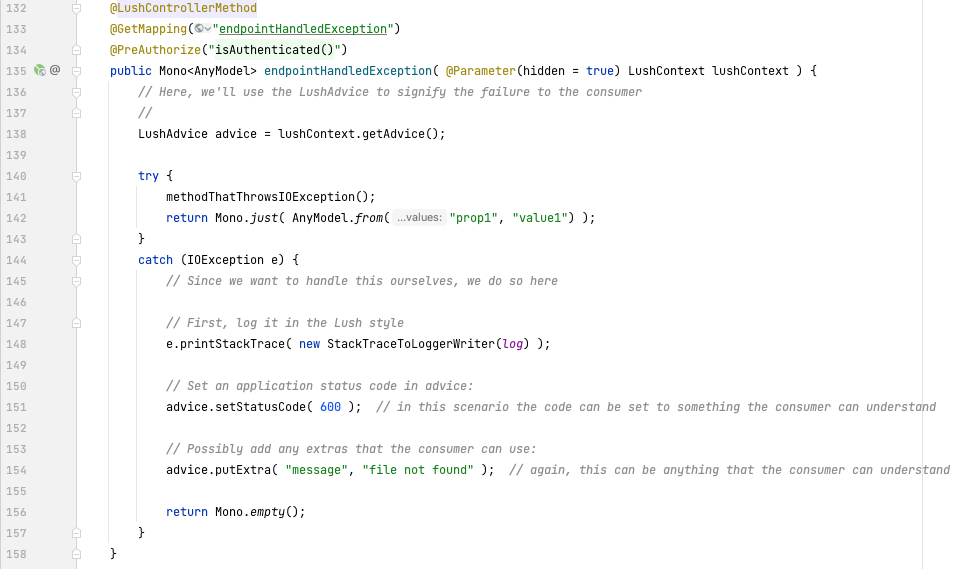 132 @LushControllerMethod
133 @GetMapping("endpointHandledException")
134 @PreAuthorize("isAuthenticated()")
135 @ public Mono<AnyModel> endpointHandledException( @Parameter(hidden = true) LushContext lushContext ) {
136 // Here, we'll use the LushAdvice to signify the failure to the consumer
137 //
138 LushAdvice advice = lushContext.getAdvice();
139
140 try {
141 methodThatThrowsIOException();
142 return Mono.just( AnyModel.from( ...values: "prop1", "value1") );
143 }
144 catch (IOException e) {
145 // Since we want to handle this ourselves, we do so here
146
147 // First, log it in the Lush style
148 e.printStackTrace( new StackTraceToLoggerWriter(log) );
149
150 // Set an application status code in advice:
151 advice.setStatusCode( 600 ); // in this scenario the code can be set to something the consumer can understand
152
153 // Possibly add any extras that the consumer can use:
154 advice.putExtra( "message", "file not found" ); // again, this can be anything that the consumer can understand
155
156 return Mono.empty();
157 }
158 }